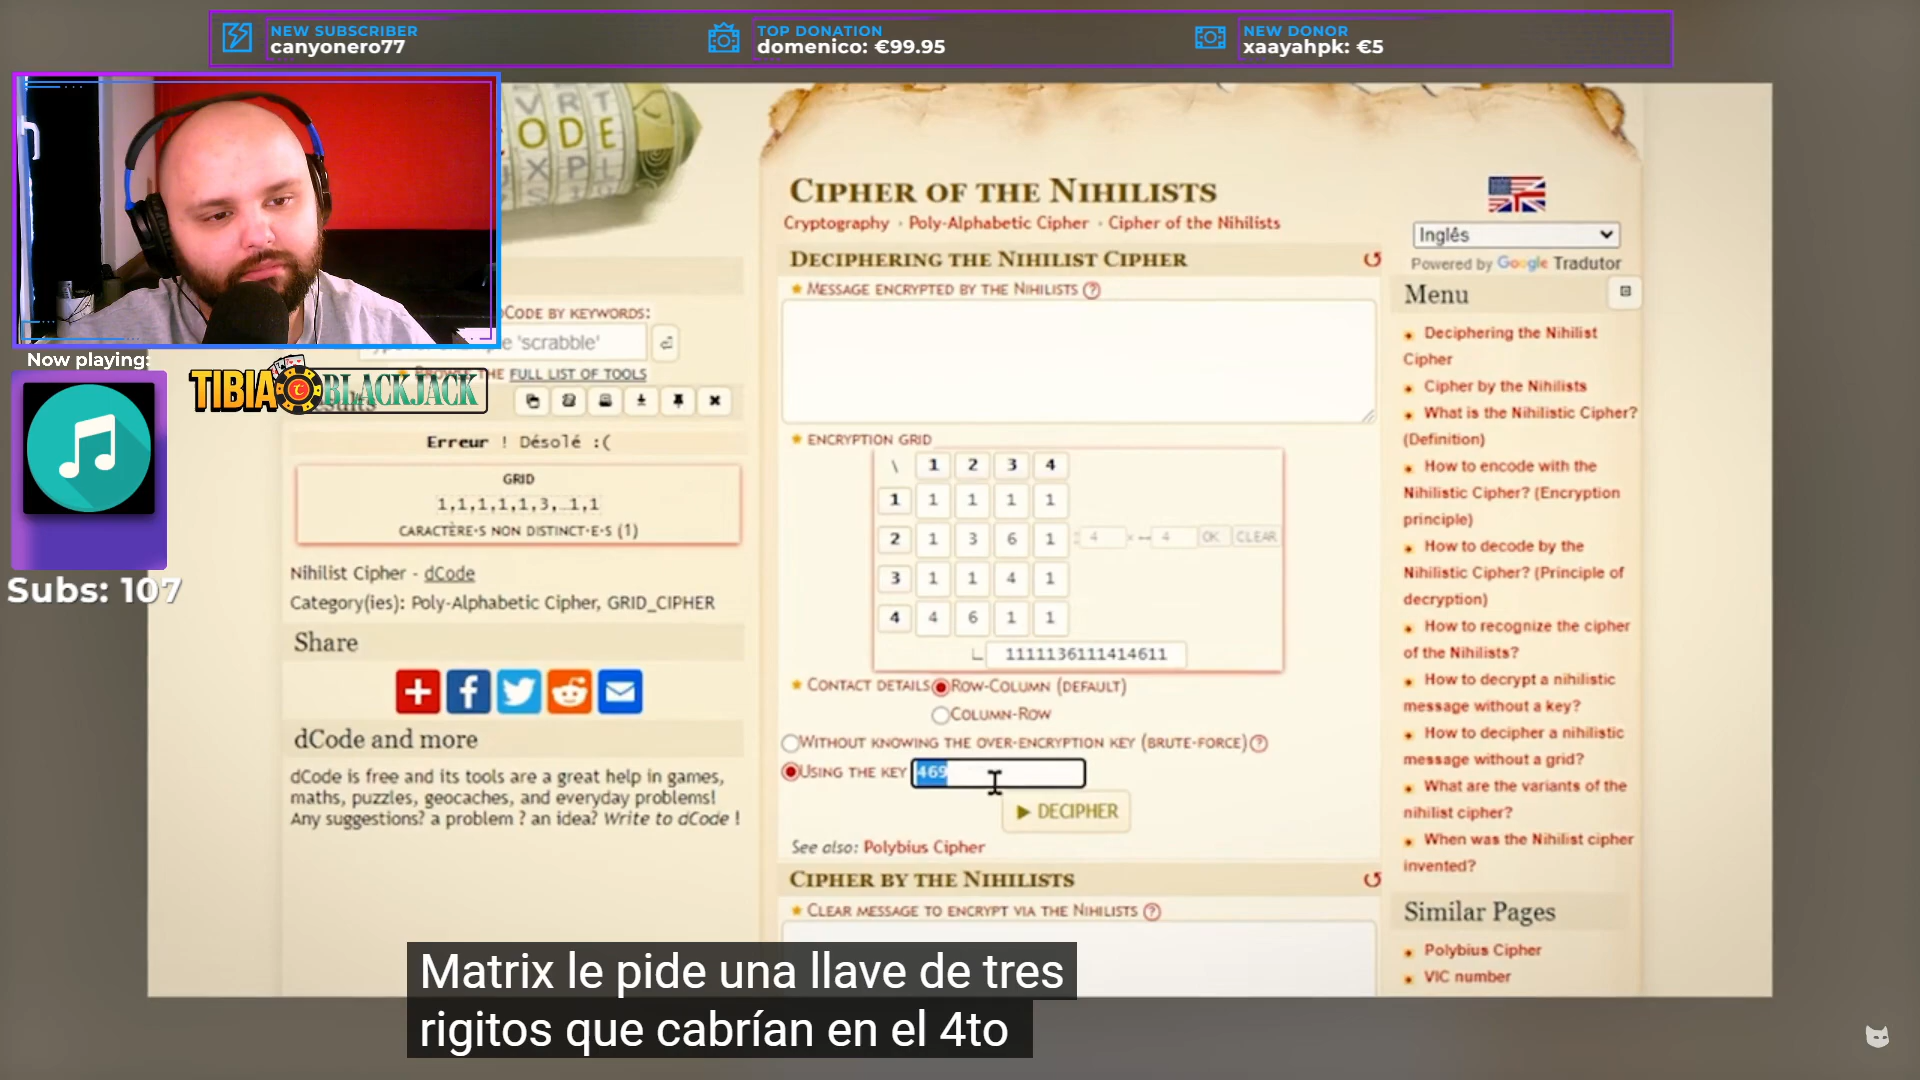 NEW SUBSCRIBER
canyonero77
TOP DONATION
domenico: €99.95
NEW DONOR
xaayahpk: €5
VRT
ODE
XPL
CIPHER OF THE NIHILISTS
Cryptography · Poly-Alphabetic Cipher · Cipher of the Nihilists
Inglês
Powered by Google Tradutor
DECIPHERING THE NIHILIST CIPHER
MESSAGE ENCRYPTED BY THE NIHILISTS ?
CODE BY KEYWORDS:
'scrabble'
THE FULL LIST OF TOOLS
Now playing:
TIBIA BLACKJACK
Subs: 107
Erreur ! Désolé :(
GRID
1,1,1,1,1,3, 1,1
CARACTÈRE·S NON DISTINCT·E·S (1)
Nihilist Cipher - dCode
Category(ies): Poly-Alphabetic Cipher, GRID_CIPHER
Share
dCode and more
dCode is free and its tools are a great help in games,
maths, puzzles, geocaches, and everyday problems!
Any suggestions? a problem ? an idea? Write to dCode !
ENCRYPTION GRID
\ 1 2 3 4
1 1 1 1 1
2 1 3 6 1
3 1 1 4 1
4 4 6 1 1
4 × 4 OK CLEAR
1111136111414611
CONTACT DETAILS ROW-COLUMN (DEFAULT)
COLUMN-ROW
WITHOUT KNOWING THE OVER-ENCRYPTION KEY (BRUTE-FORCE) ?
USING THE KEY 469
▶ DECIPHER
See also: Polybius Cipher
CIPHER BY THE NIHILISTS
CLEAR MESSAGE TO ENCRYPT VIA THE NIHILISTS ?
Menu
Deciphering the Nihilist
Cipher
Cipher by the Nihilists
What is the Nihilistic Cipher?
(Definition)
How to encode with the
Nihilistic Cipher? (Encryption
principle)
How to decode by the
Nihilistic Cipher? (Principle of
decryption)
How to recognize the cipher
of the Nihilists?
How to decrypt a nihilistic
message without a key?
How to decipher a nihilistic
message without a grid?
What are the variants of the
nihilist cipher?
When was the Nihilist cipher
invented?
Similar Pages
Polybius Cipher
VIC number
Matrix le pide una llave de tres
rigitos que cabrían en el 4to